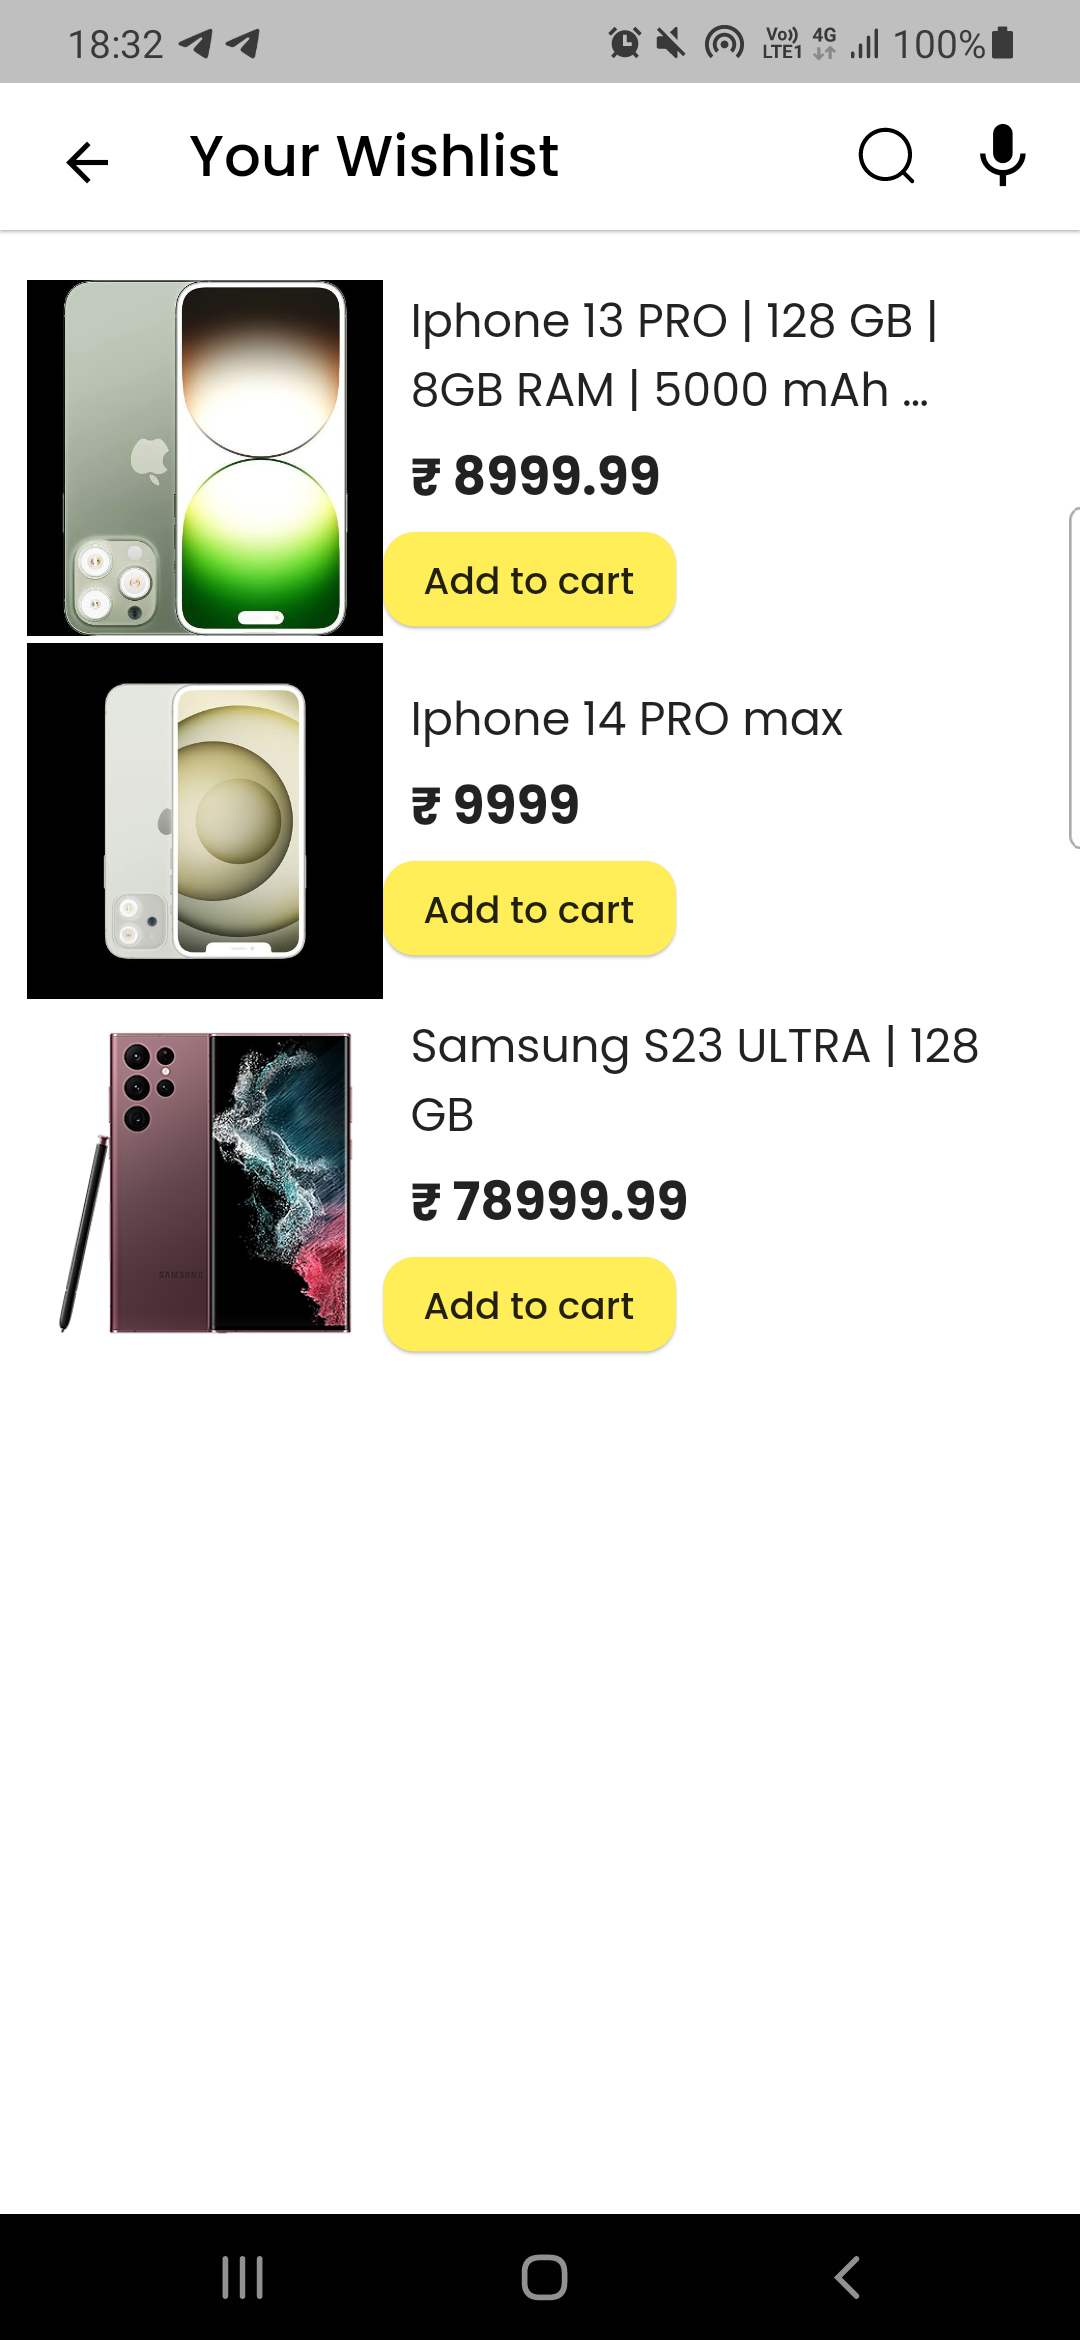 18:32
Vo)) 4G
LTE1
100%
Your Wishlist
Iphone 13 PRO | 128 GB |
8GB RAM | 5000 mAh ...
₹ 8999.99
Add to cart
Iphone 14 PRO max
₹ 9999
Add to cart
Samsung S23 ULTRA | 128
GB
₹ 78999.99
Add to cart
SAMSUNG